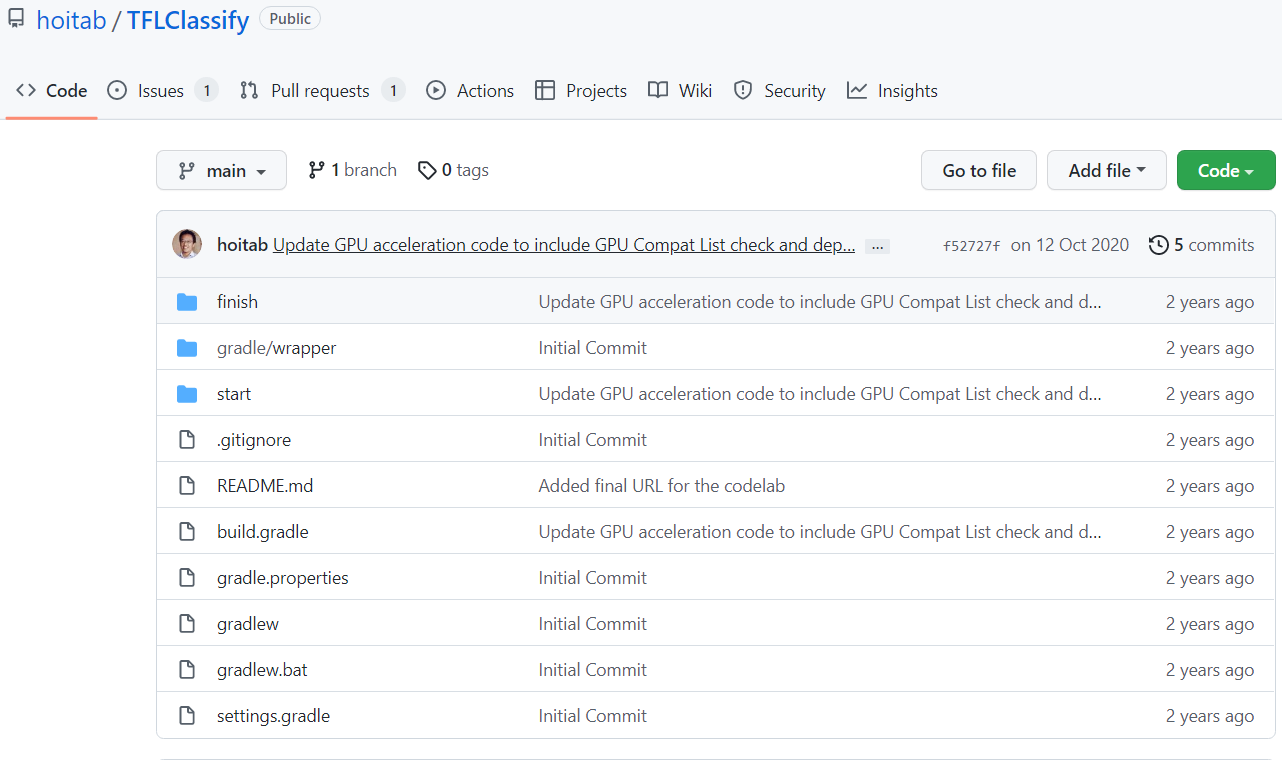 hoitab / TFLClassify Public
Code Issues 1 Pull requests 1 Actions Projects Wiki Security Insights
main 1 branch 0 tags Go to file Add file Code
hoitab Update GPU acceleration code to include GPU Compat List check and dep... ... f52727f on 12 Oct 2020 5 commits
finish Update GPU acceleration code to include GPU Compat List check and d... 2 years ago
gradle/wrapper Initial Commit 2 years ago
start Update GPU acceleration code to include GPU Compat List check and d... 2 years ago
.gitignore Initial Commit 2 years ago
README.md Added final URL for the codelab 2 years ago
build.gradle Update GPU acceleration code to include GPU Compat List check and d... 2 years ago
gradle.properties Initial Commit 2 years ago
gradlew Initial Commit 2 years ago
gradlew.bat Initial Commit 2 years ago
settings.gradle Initial Commit 2 years ago